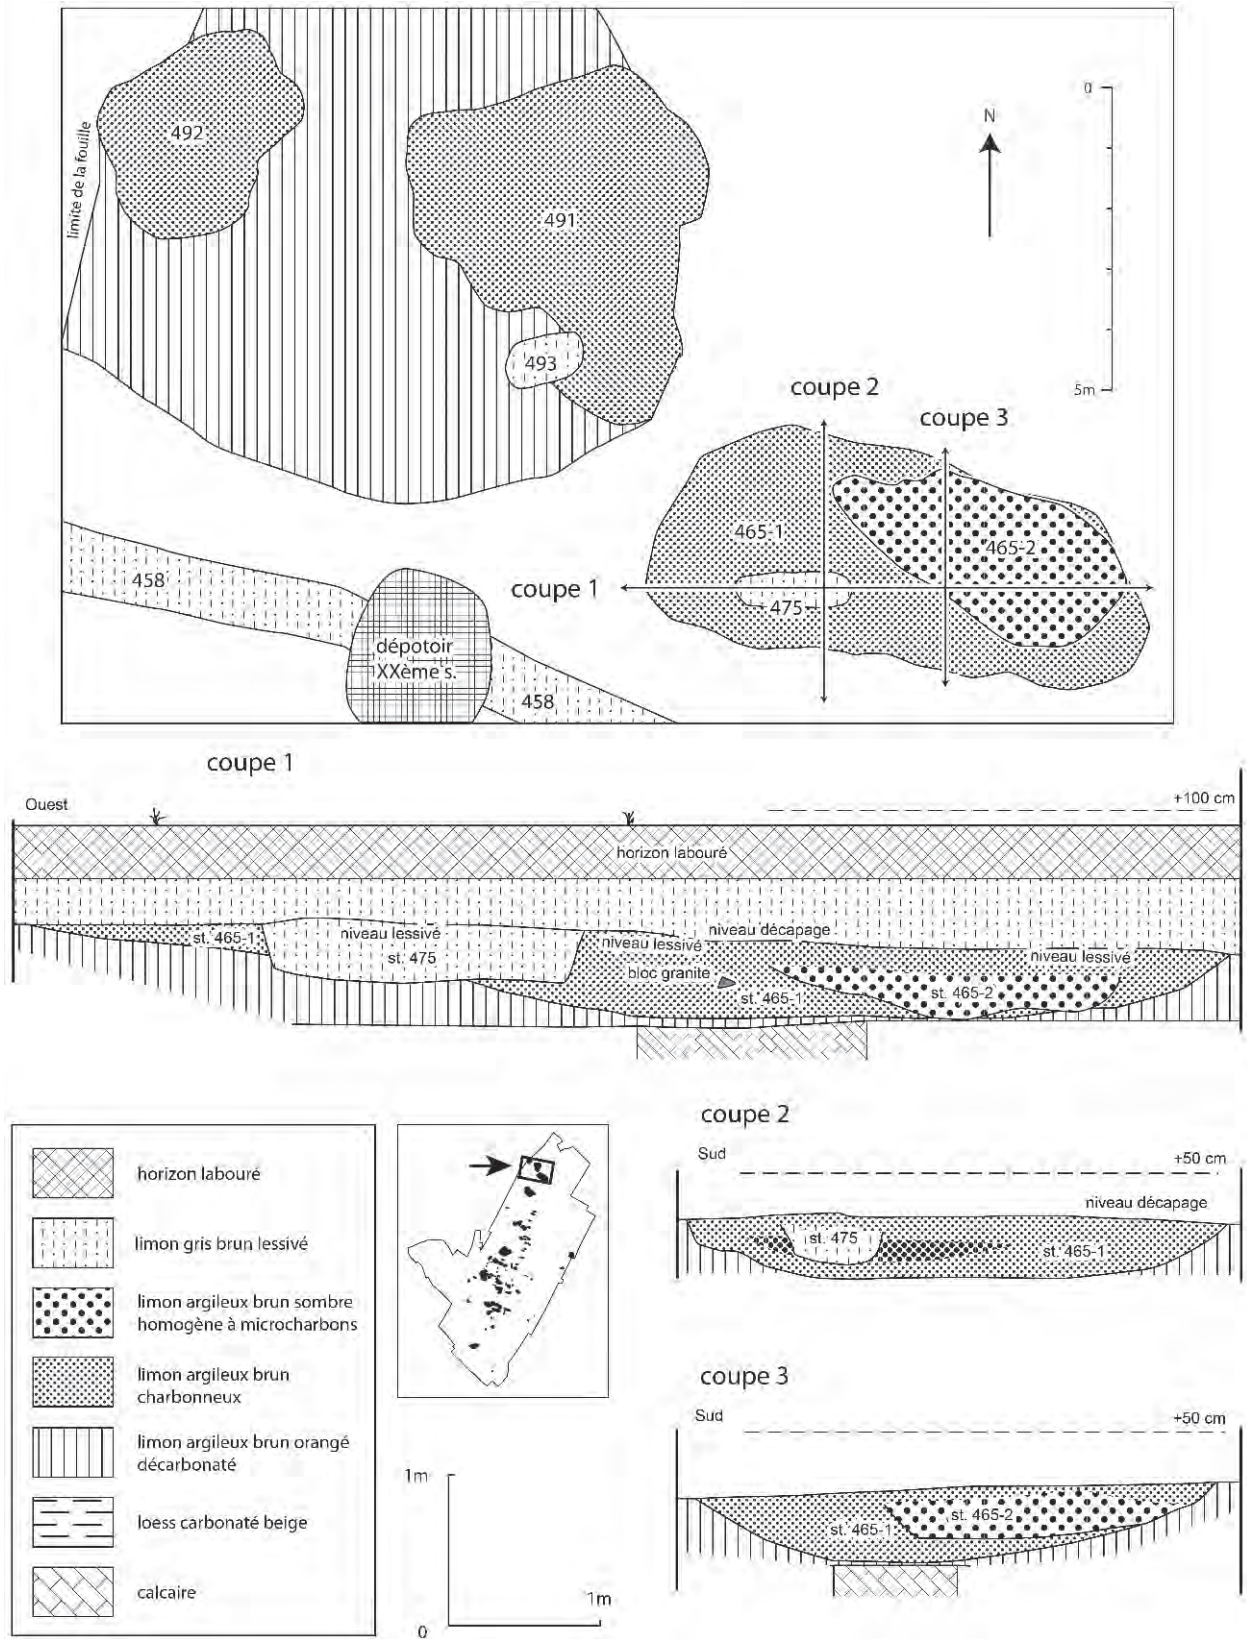 492
limite de la fouille
491
493
0
N
5m
coupe 2
coupe 3
465-1
465-2
coupe 1
475
458
dépotoir
XXème s.
458
coupe 1
Ouest
+100 cm
horizon labouré
st. 465-1
niveau lessivé
st. 475
niveau décapage
niveau lessivé
bloc granite
st. 465-1
st. 465-2
niveau lessivé
horizon labouré
limon gris brun lessivé
limon argileux brun sombre
homogène à microcharbons
limon argileux brun
charbonneux
limon argileux brun orangé
décarbonaté
loess carbonaté beige
calcaire
1m
1m
0
coupe 2
Sud
+50 cm
niveau décapage
st. 475
st. 465-1
coupe 3
Sud
+50 cm
st. 465-1
st. 465-2